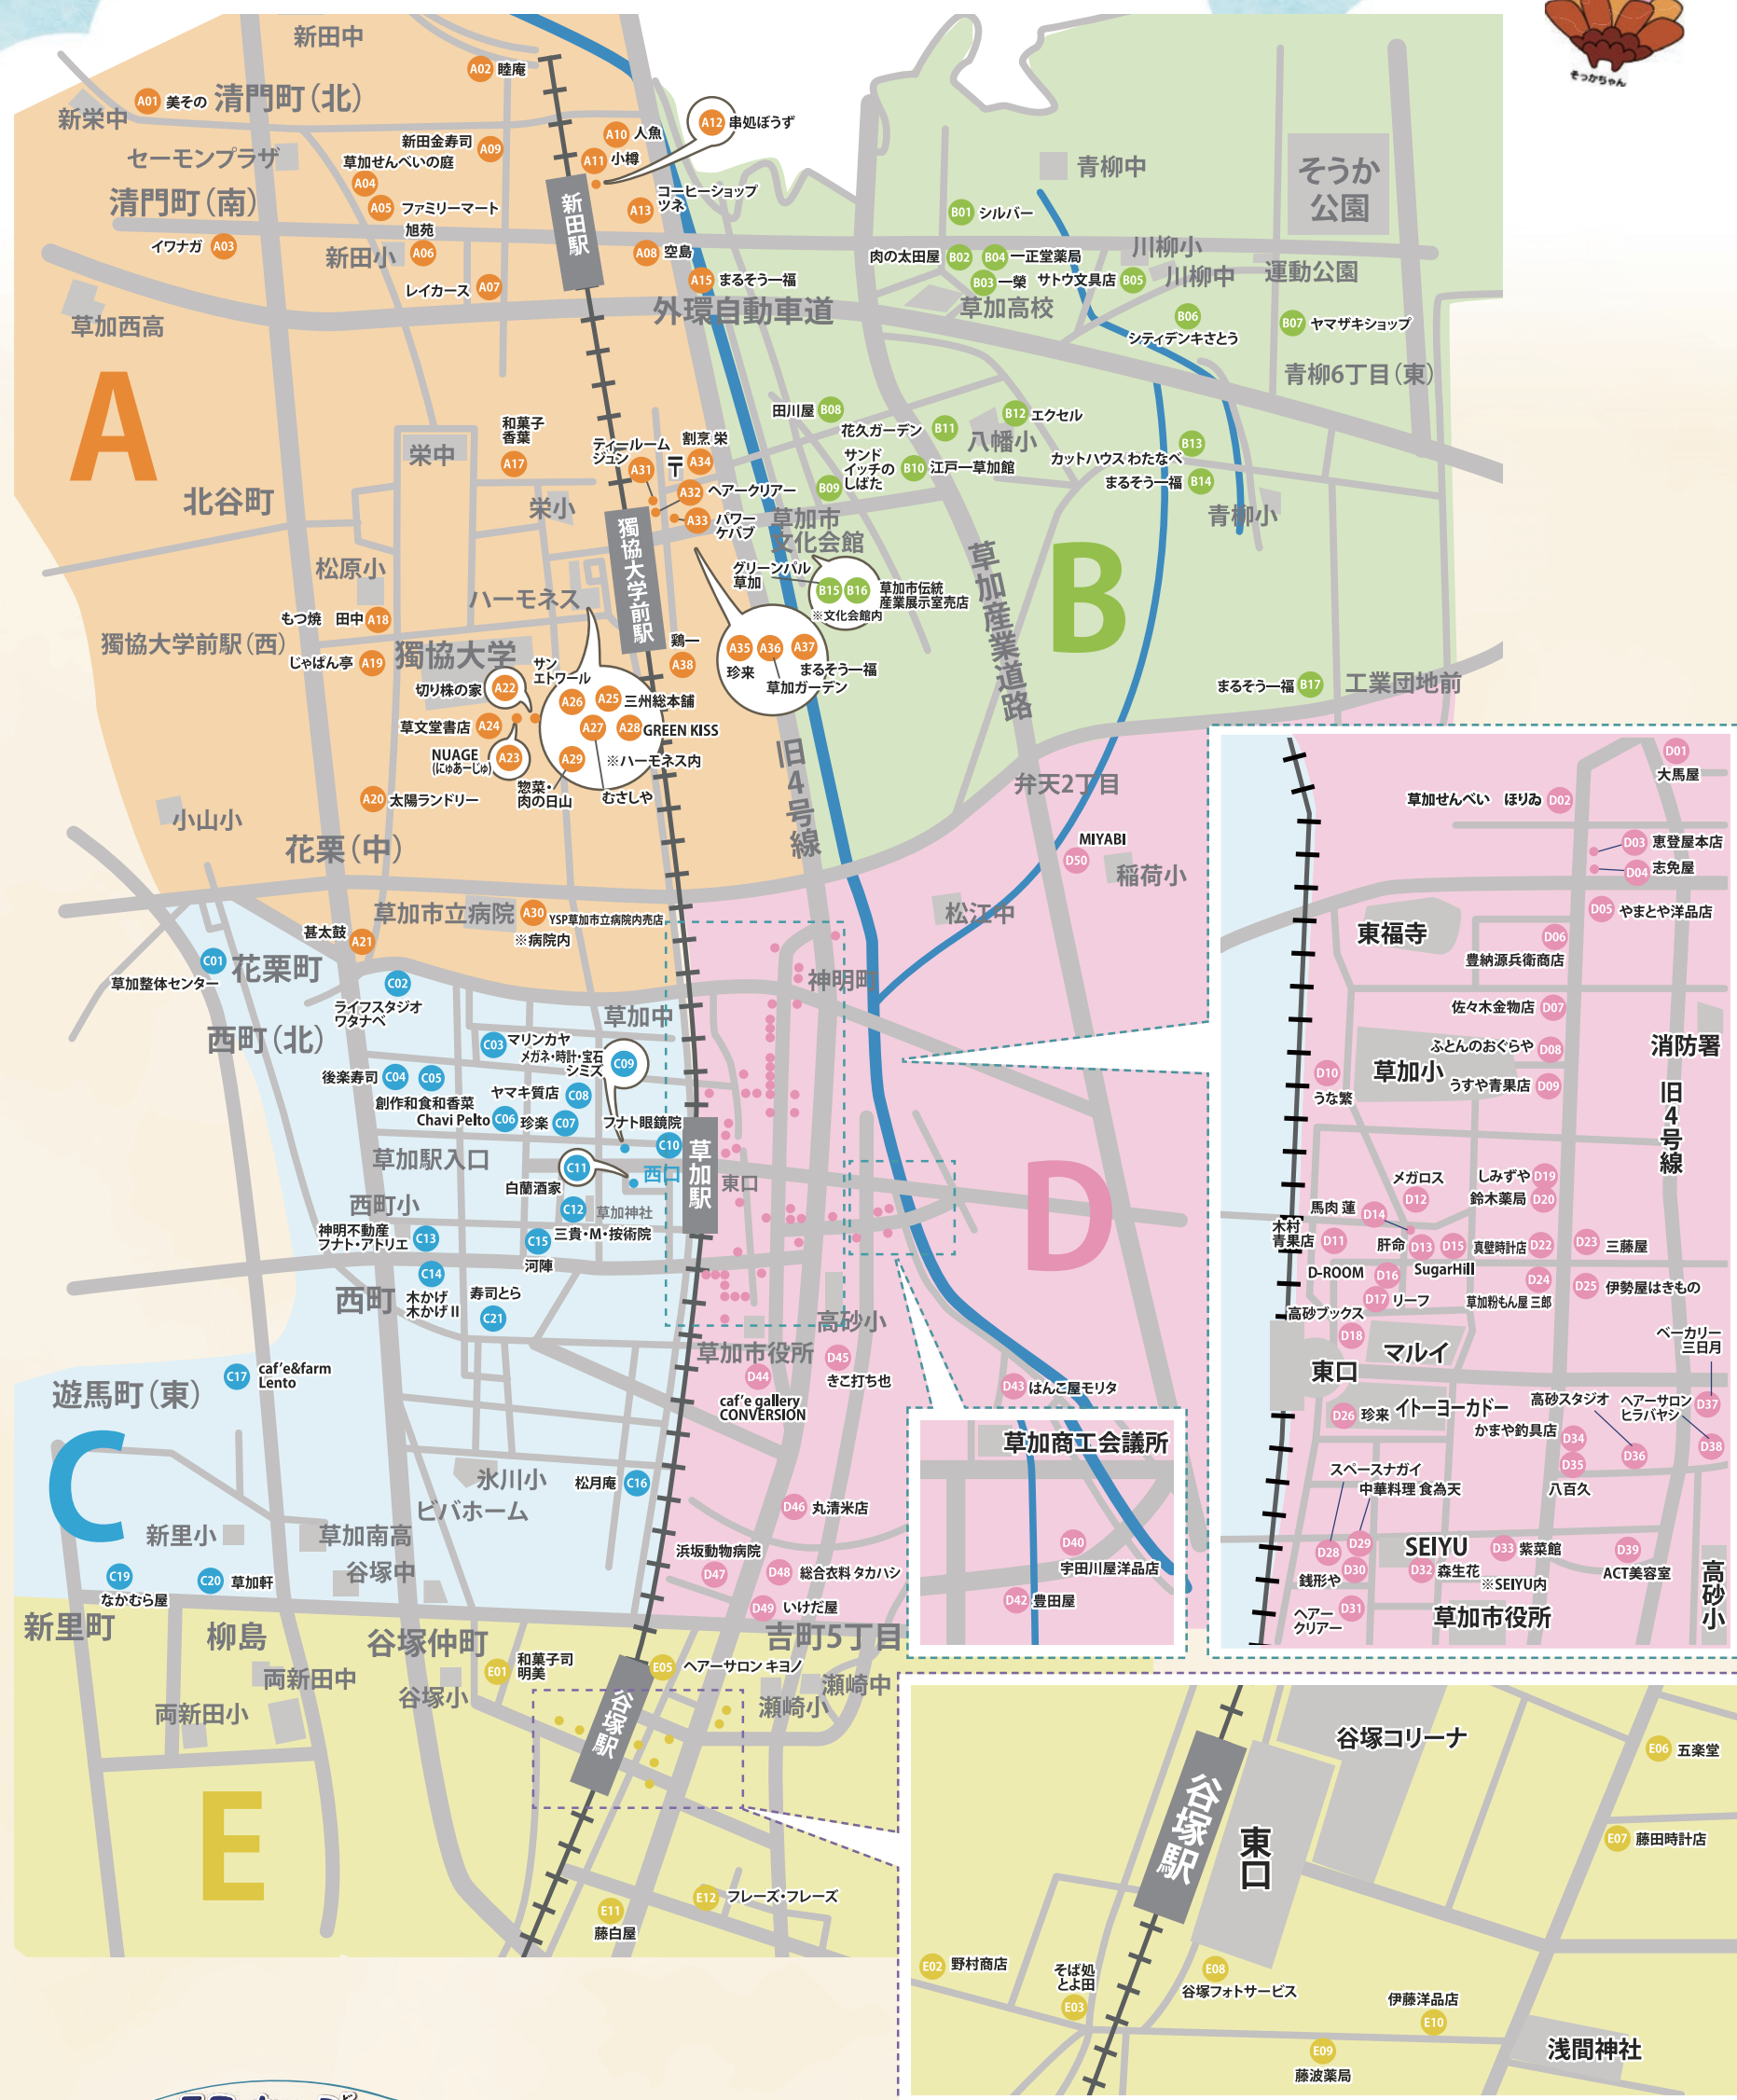 そっかちゃん
新田中
A02 睦庵
A01 美その
清門町(北)
新栄中
セーモンプラザ
新田金寿司 A09
草加せんべいの庭
A04
A05 ファミリーマート
清門町(南)
イワナガ A03
旭苑
A06
新田小
レイカース A07
草加西高
A10 人魚
A11 小樽
A12 串処ぼうず
新田駅
コーヒーショップ
ツネ
A13
A08 空島
A15 まるそう一福
外環自動車道
A
和菓子
香葉
A17
栄中
北谷町
栄小
ティールーム
ジュン
A31
〒
割烹 栄
A34
A32 ヘアークリアー
A33 パワー
ケバブ
獨協大学前駅
松原小
ハーモネス
もつ焼 田中 A18
獨協大学前駅(西)
じゃぱん亭 A19
獨協大学
切り株の家 A22
草文堂書店 A24
NUAGE
(にゅあーじゅ)
A23
サン
エトワール
A26
A25 三州総本舗
A27
A28 GREEN KISS
A29
※ハーモネス内
惣菜・
肉の日山
むさしや
鶏一
A38
A35
珍来
A36
草加ガーデン
A37
まるそう一福
A20 太陽ランドリー
小山小
花栗(中)
旧4号線
草加市立病院
A30 YSP草加市立病院内売店
※病院内
甚太鼓
A21
青柳中
そうか
公園
B01 シルバー
肉の太田屋 B02
B04 一正堂薬局
B03 一榮
サトウ文具店 B05
川柳小
川柳中
運動公園
草加高校
B06
シティデンキさとう
B07 ヤマザキショップ
青柳6丁目(東)
田川屋 B08
花久ガーデン B11
B12 エクセル
八幡小
サンド
イッチの
しばた
B09
B10 江戸一草加館
B13
カットハウス わたなべ
まるそう一福 B14
青柳小
草加市
文化会館
グリーンパル
草加
B15 B16
草加市伝統
産業展示室売店
※文化会館内
草加産業道路
B
まるそう一福 B17
工業団地前
弁天2丁目
MIYABI
D50
稲荷小
松江中
神明町
C01
草加整体センター
花栗町
C02
ライフスタジオ
ワタナベ
西町(北)
草加中
C03 マリンカヤ
メガネ・時計・宝石
シミズ
C09
後楽寿司 C04
C05
創作和食和香菜
ヤマキ質店 C08
Chavi Pelto C06
珍楽 C07
フナト眼鏡院
C10
草加駅入口
西口
草加駅
東口
C11
白蘭酒家
C12
三貴・M・按術院
草加神社
西町小
神明不動産
フナト・アトリエ
C13
C15
河陣
C14
木かげ
木かげⅡ
西町
寿司とら
C21
C17 caf'e&farm
Lento
遊馬町(東)
C
氷川小
松月庵 C16
ビバホーム
新里小
草加南高
谷塚中
C19
なかむら屋
C20 草加軒
D
高砂小
草加市役所
D44
caf'e gallery
CONVERSION
D45
きこ打ち也
D43 はんこ屋モリタ
草加商工会議所
D40
宇田川屋洋品店
D42 豊田屋
D46 丸清米店
浜坂動物病院
D47
D48 総合衣料 タカハシ
D49 いけだ屋
吉町5丁目
D01
大馬屋
草加せんべい ほりゐ D02
D03 恵登屋本店
D04 志免屋
D05 やまとや洋品店
東福寺
D06
豊納源兵衛商店
佐々木金物店 D07
ふとんのおぐらや D08
消防署
草加小
D10
うな繁
うすや青果店 D09
旧4号線
メガロス
D12
しみずや D19
鈴木薬局 D20
馬肉 蓮 D14
木村
青果店
D11
肝命 D13
D15
SugarHill
真壁時計店 D22
D23 三藤屋
D-ROOM D16
D17 リーフ
D24
草加粉もん屋 三郎
D25 伊勢屋はきもの
高砂ブックス
D18
マルイ
ベーカリー
三日月
東口
D26 珍来
イトーヨーカドー
高砂スタジオ
ヘアーサロン
ヒラバヤシ
D37
かまや釣具店 D34
D35
八百久
D36
D38
スペースナガイ
中華料理 食為天
D28
D29
銭形や D30
SEIYU
D32 森生花
※SEIYU内
D33 紫菜館
D39
ACT美容室
ヘアー
クリアー
D31
草加市役所
高砂小
新里町
柳島
谷塚仲町
両新田中
両新田小
谷塚小
E01 和菓子司
明美
E05 ヘアーサロン キヨノ
谷塚駅
瀬崎小
瀬崎中
E
E11
藤白屋
E12 フレーズ・フレーズ
谷塚コリーナ
谷塚駅
東口
E06 五楽堂
E07 藤田時計店
E02 野村商店
そば処
とよ田
E03
E08
谷塚フォトサービス
伊藤洋品店
E10
E09
藤波薬局
浅間神社